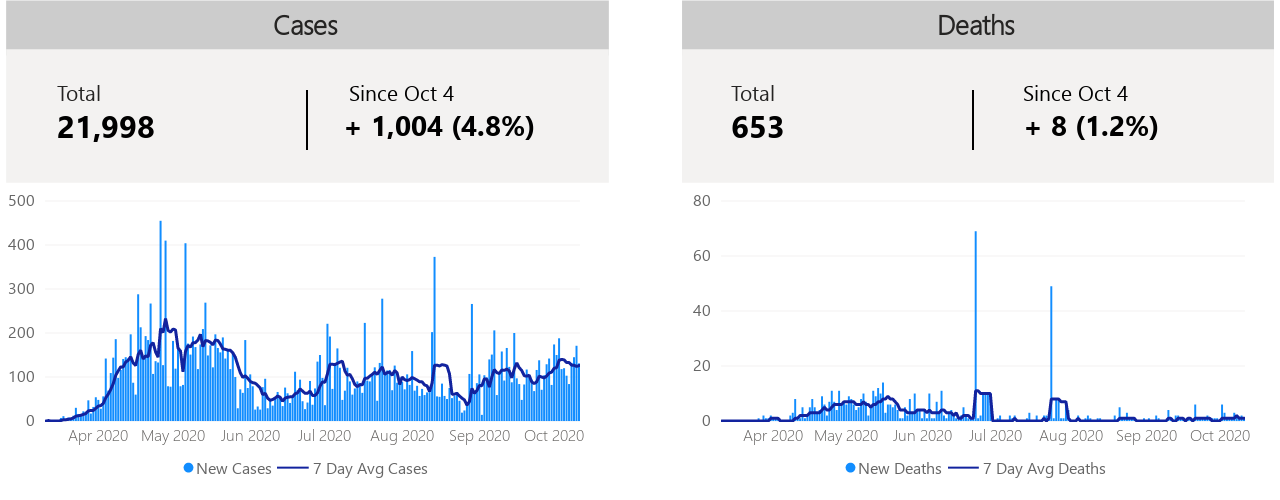 Cases
Total
21,998
Since Oct 4
+ 1,004 (4.8%)
500
400
300
200
100
0
Apr 2020 May 2020 Jun 2020 Jul 2020 Aug 2020 Sep 2020 Oct 2020
New Cases 7 Day Avg Cases
Deaths
Total
653
Since Oct 4
+ 8 (1.2%)
80
60
40
20
0
Apr 2020 May 2020 Jun 2020 Jul 2020 Aug 2020 Sep 2020 Oct 2020
New Deaths 7 Day Avg Deaths